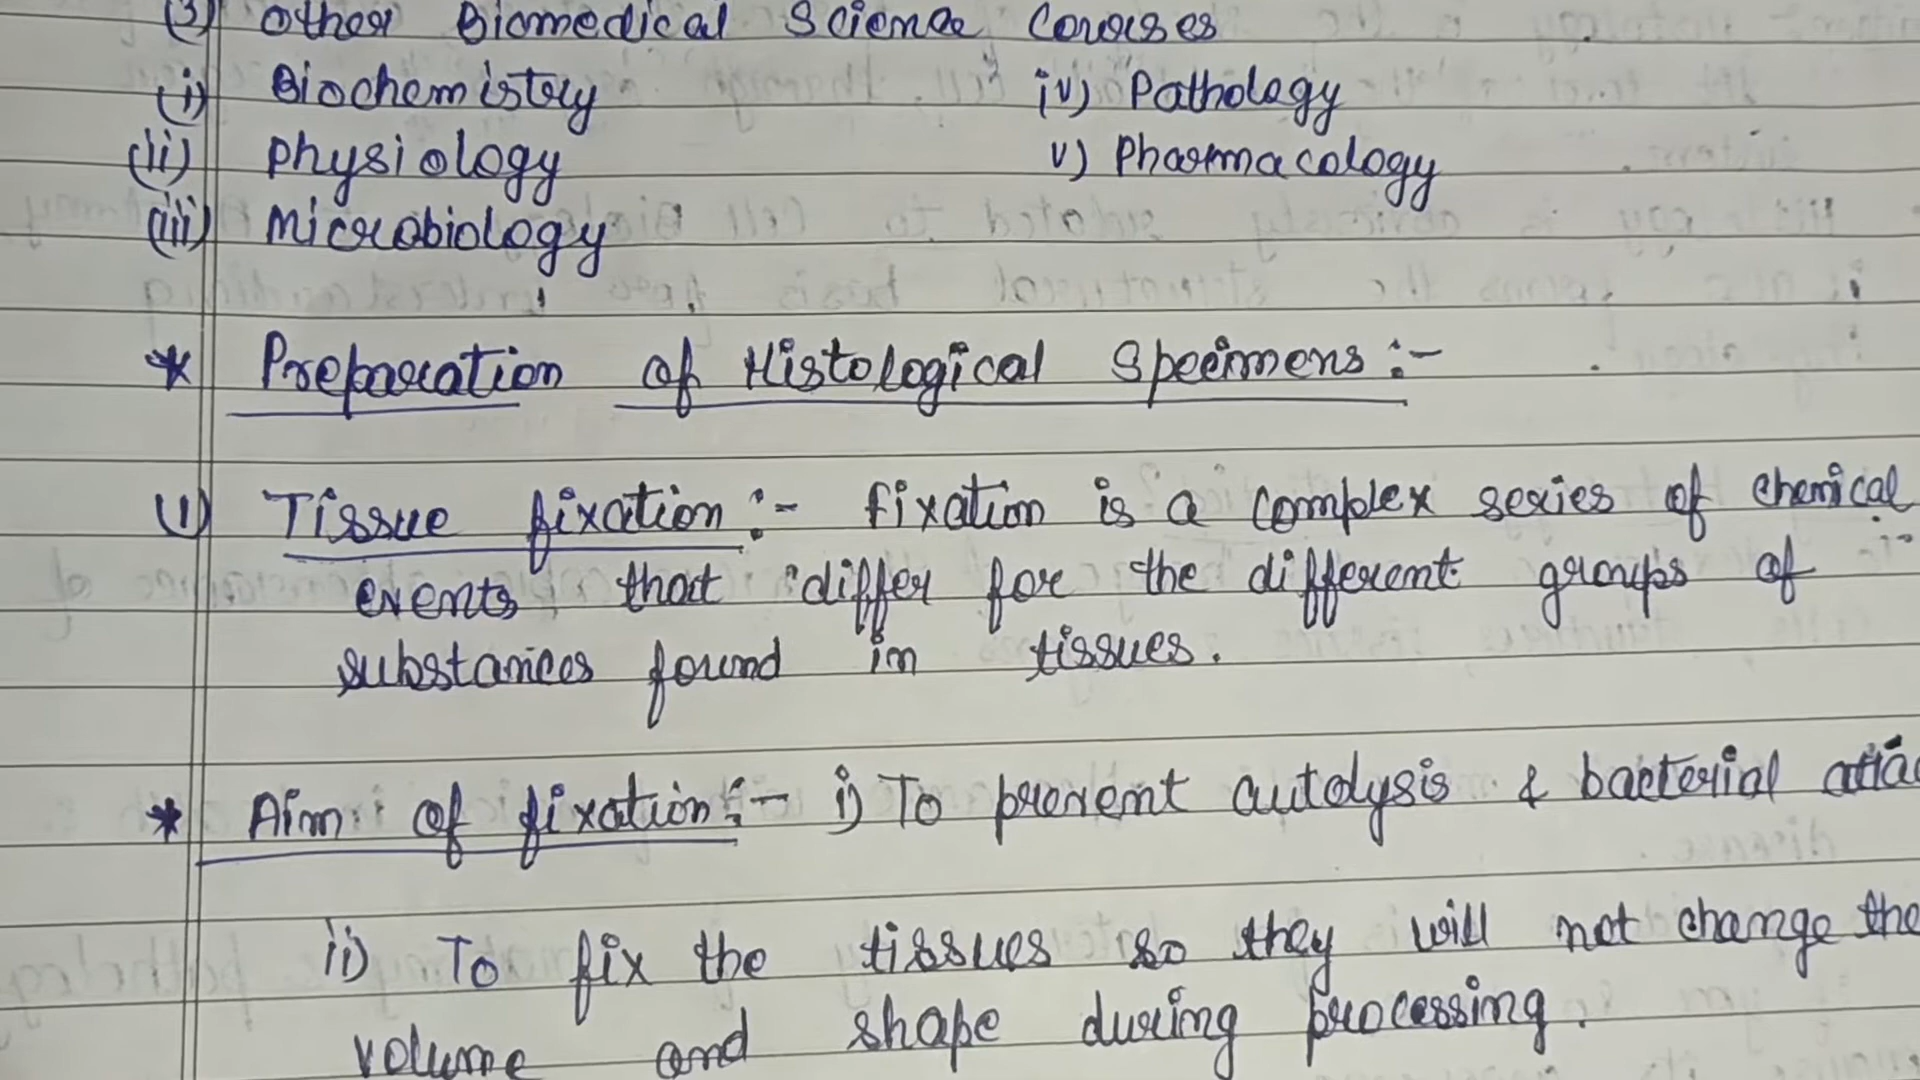 (3) Other Biomedical Science Courses
(i) Biochemistry iv) Pathology
(ii) physiology v) Pharmacology
(iii) microbiology
* Preparation of Histological Specimens :-
(1) Tissue fixation :- fixation is a complex series of chemical
events that differ for the different groups of
substances found in tissues.
* Aim of fixation :- i) To prevent autolysis & bacterial attac
ii) To fix the tissues so they will not change the
volume and shape during processing.